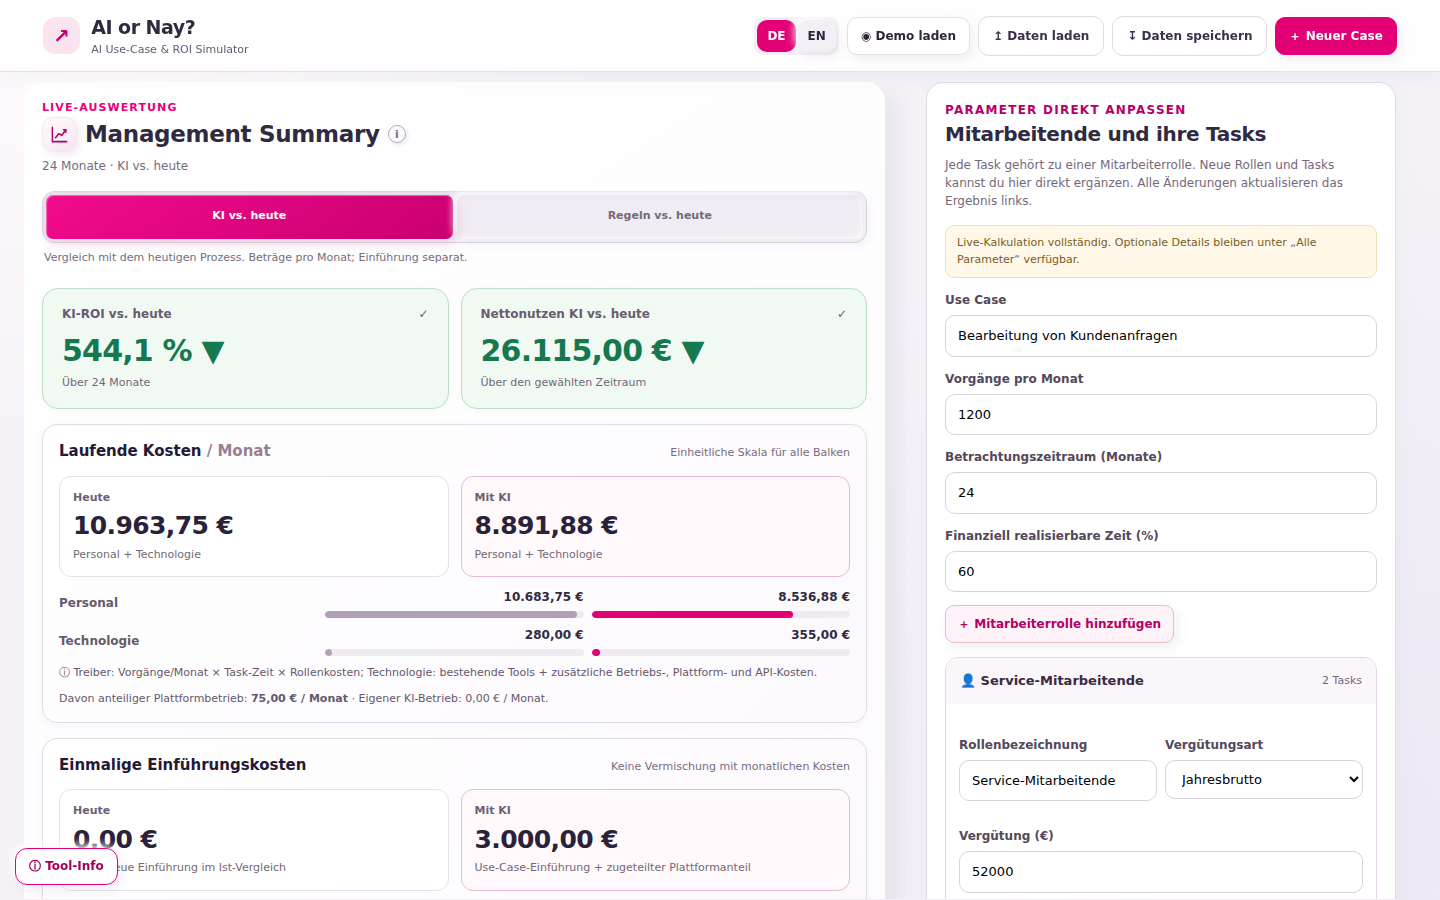 AI or Nay?
AI Use-Case & ROI Simulator
DE
EN
◉ Demo laden
↥ Daten laden
↧ Daten speichern
+ Neuer Case
LIVE-AUSWERTUNG
Management Summary i
24 Monate · KI vs. heute
KI vs. heute
Regeln vs. heute
Vergleich mit dem heutigen Prozess. Beträge pro Monat; Einführung separat.
KI-ROI vs. heute ✓
544,1 % ▼
Über 24 Monate
Nettonutzen KI vs. heute ✓
26.115,00 € ▼
Über den gewählten Zeitraum
Laufende Kosten / Monat
Einheitliche Skala für alle Balken
Heute
10.963,75 €
Personal + Technologie
Mit KI
8.891,88 €
Personal + Technologie
Personal
10.683,75 €
8.536,88 €
Technologie
280,00 €
355,00 €
ⓘ Treiber: Vorgänge/Monat × Task-Zeit × Rollenkosten; Technologie: bestehende Tools + zusätzliche Betriebs-, Plattform- und API-Kosten.
Davon anteiliger Plattformbetrieb: 75,00 € / Monat · Eigener KI-Betrieb: 0,00 € / Monat.
Einmalige Einführungskosten
Keine Vermischung mit monatlichen Kosten
Heute
0,00 €
eue Einführung im Ist-Vergleich
Mit KI
3.000,00 €
Use-Case-Einführung + zugeteilter Plattformanteil
ⓘ Tool-Info
PARAMETER DIREKT ANPASSEN
Mitarbeitende und ihre Tasks
Jede Task gehört zu einer Mitarbeiterrolle. Neue Rollen und Tasks
kannst du hier direkt ergänzen. Alle Änderungen aktualisieren das
Ergebnis links.
Live-Kalkulation vollständig. Optionale Details bleiben unter „Alle
Parameter“ verfügbar.
Use Case
Bearbeitung von Kundenanfragen
Vorgänge pro Monat
1200
Betrachtungszeitraum (Monate)
24
Finanziell realisierbare Zeit (%)
60
+ Mitarbeiterrolle hinzufügen
👤 Service-Mitarbeitende
2 Tasks
Rollenbezeichnung
Service-Mitarbeitende
Vergütungsart
Jahresbrutto
Vergütung (€)
52000